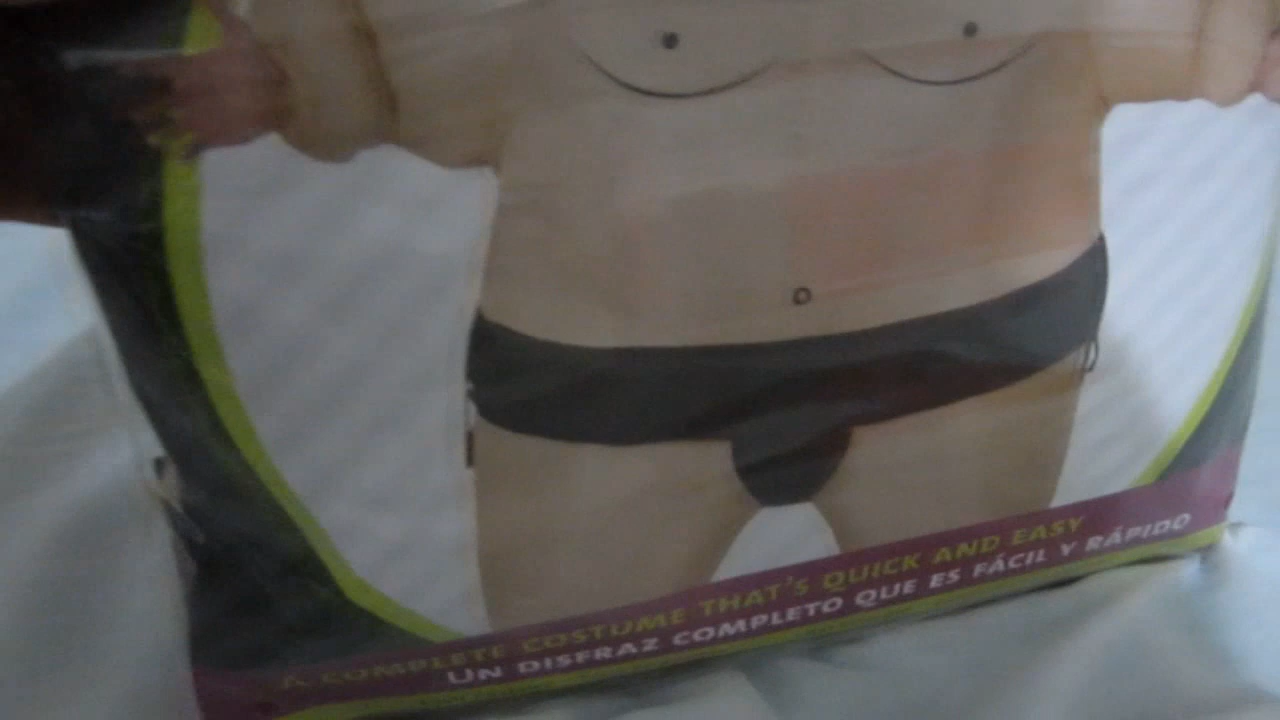 A COMPLETE COSTUME THAT'S QUICK AND EASY
UN DISFRAZ COMPLETO QUE ES FÁCIL Y RÁPIDO